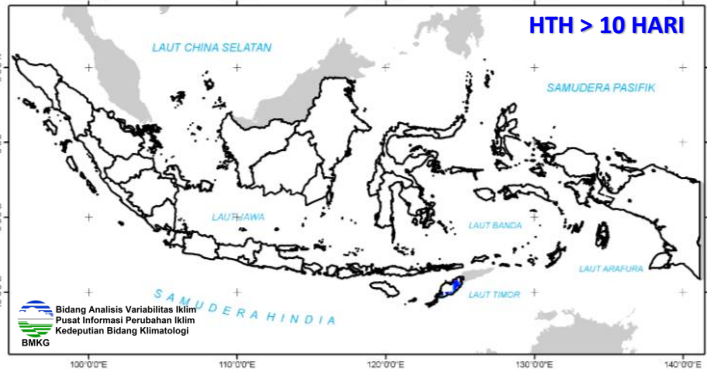 HTH > 10 HARI
LAUT CHINA SELATAN
SAMUDERA PASIFIK
LAUT JAWA
LAUT BANDA
LAUT ARAFURA
LAUT TIMOR
SAMUDERA HINDIA
Bidang Analisis Variabilitas Iklim
Pusat Informasi Perubahan Iklim
Kedeputian Bidang Klimatologi
BMKG
100°0'0"E 110°0'0"E 120°0'0"E 130°0'0"E 140°0'0"E